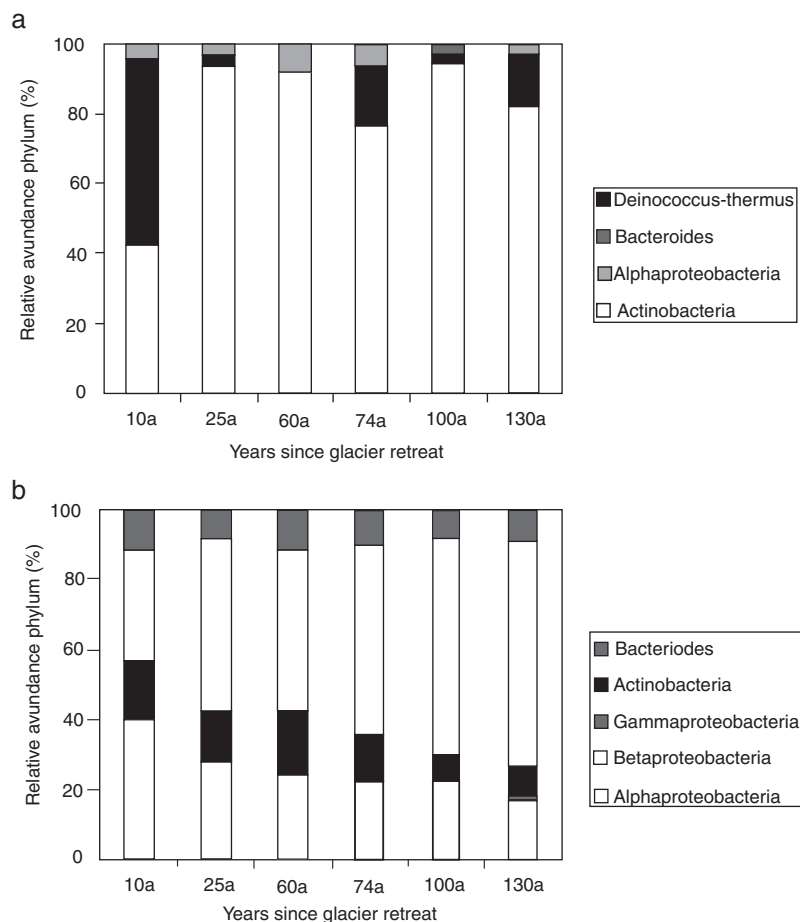 a
Relative avundance phylum (%)
100
80
60
40
20
0
10a 25a 60a 74a 100a 130a
Years since glacier retreat
Deinococcus-thermus
Bacteroides
Alphaproteobacteria
Actinobacteria
b
Relative avundance phylum (%)
100
80
60
40
20
0
10a 25a 60a 74a 100a 130a
Years since glacier retreat
Bacteriodes
Actinobacteria
Gammaproteobacteria
Betaproteobacteria
Alphaproteobacteria